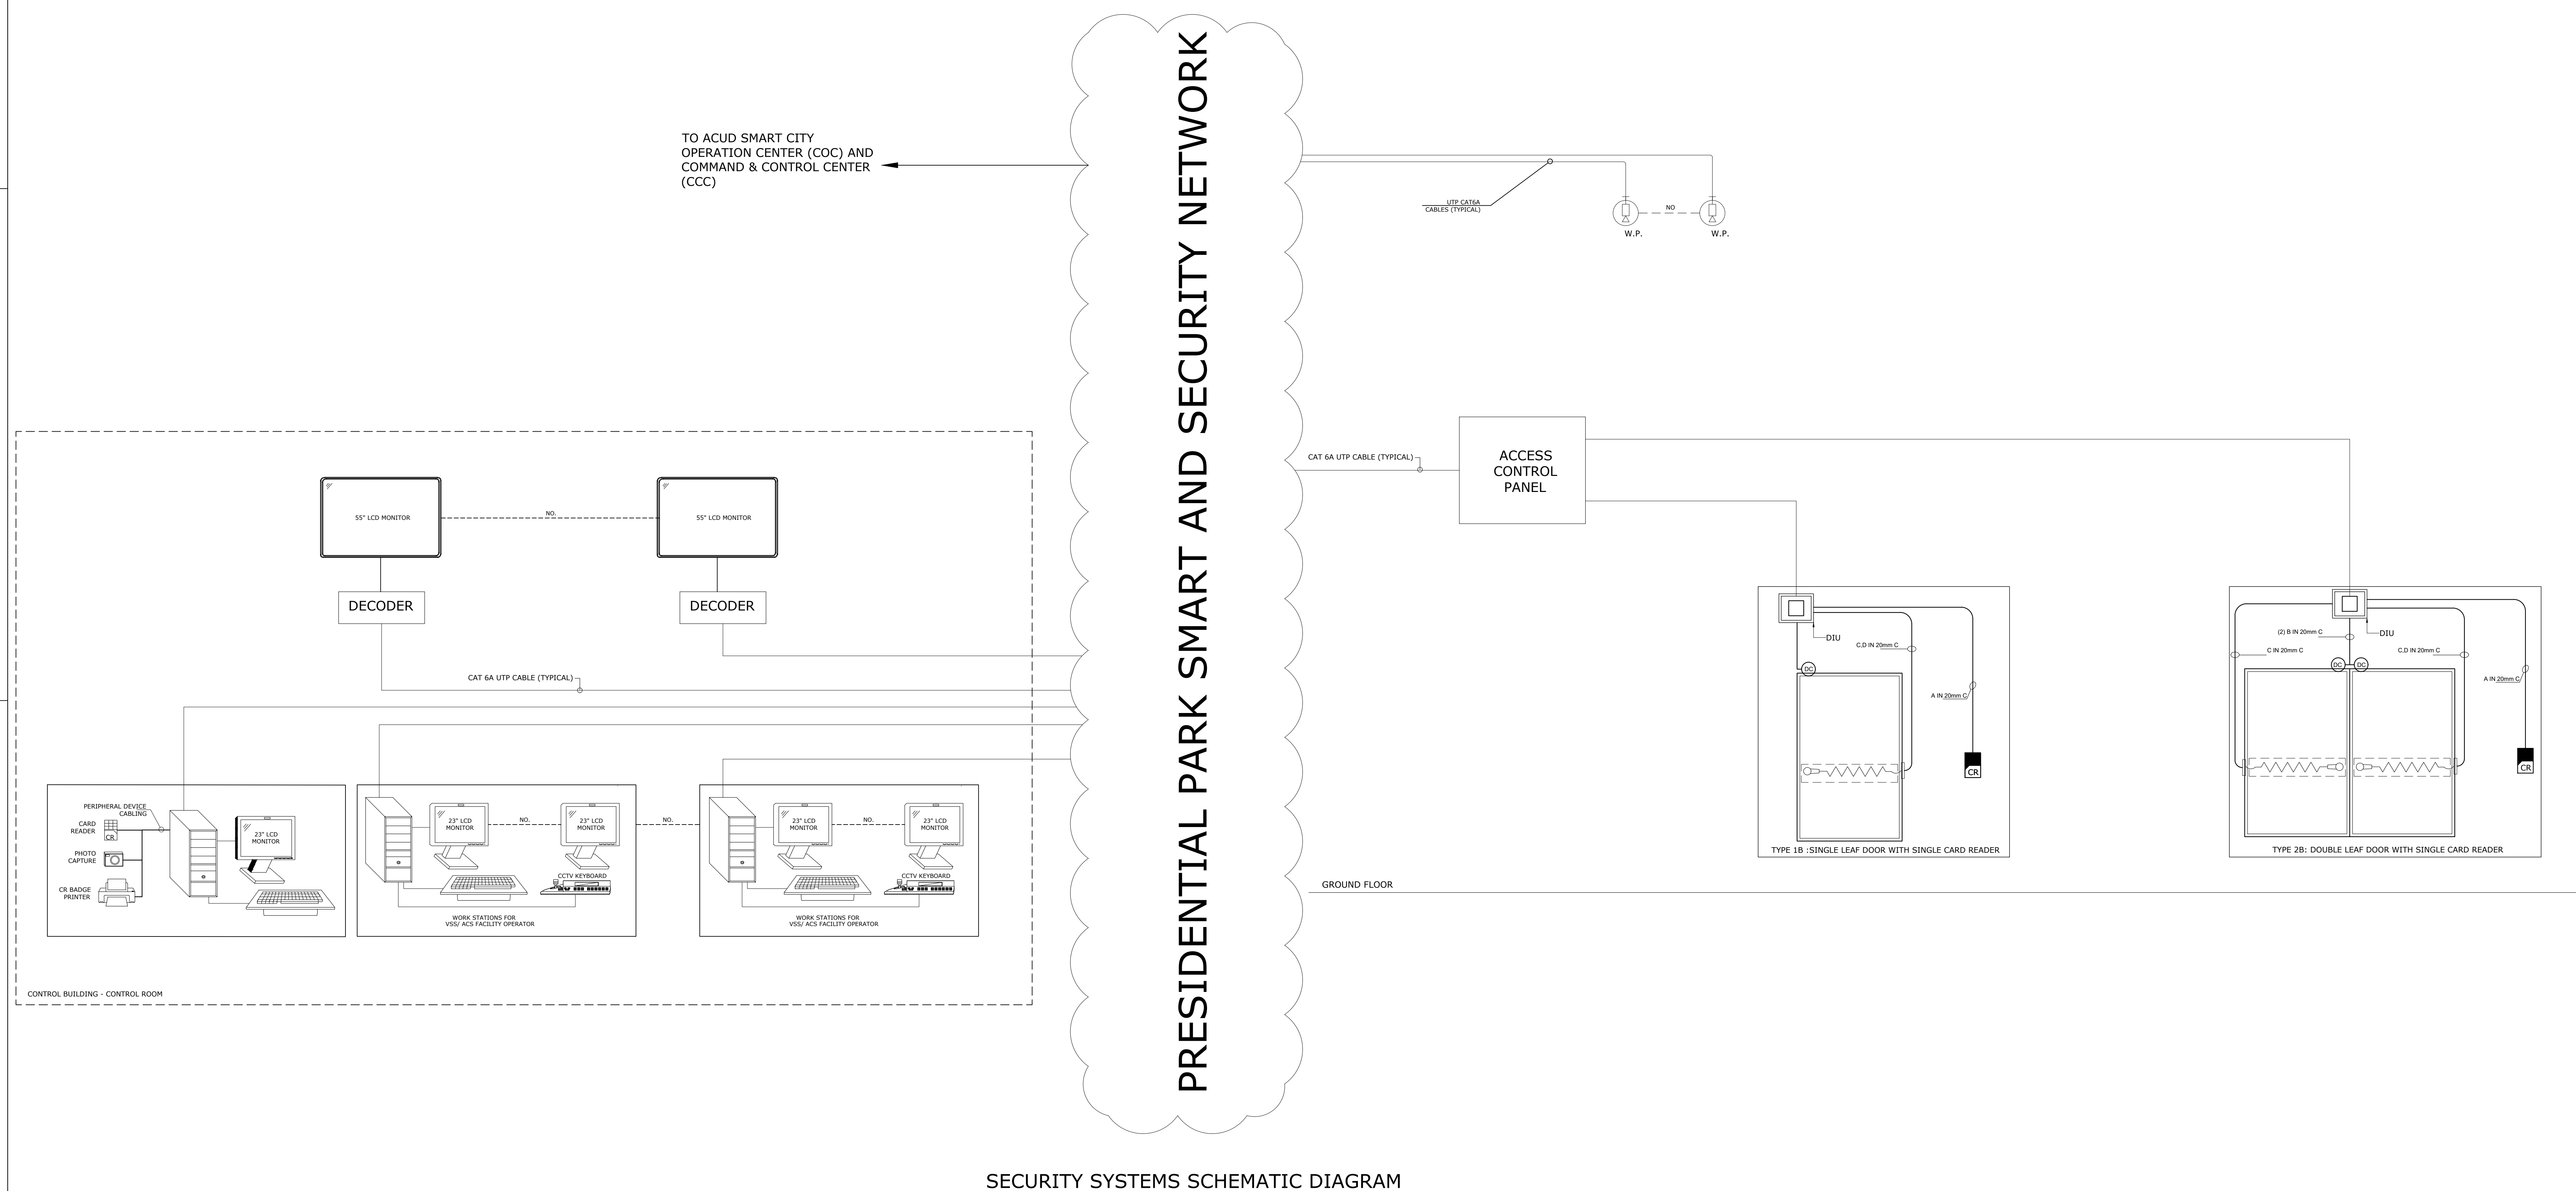 PRESIDENTIAL PARK SMART AND SECURITY NETWORK
TO ACUD SMART CITY
OPERATION CENTER (COC) AND
COMMAND & CONTROL CENTER
(CCC)
UTP CAT6A
CABLES (TYPICAL)
NO
W.P.
W.P.
CAT 6A UTP CABLE (TYPICAL)
ACCESS
CONTROL
PANEL
55" LCD MONITOR
NO.
55" LCD MONITOR
DECODER
DECODER
CAT 6A UTP CABLE (TYPICAL)
PERIPHERAL DEVICE
CABLING
CARD
READER
CR
PHOTO
CAPTURE
CR BADGE
PRINTER
23" LCD
MONITOR
23" LCD
MONITOR
NO.
23" LCD
MONITOR
CCTV KEYBOARD
WORK STATIONS FOR
VSS/ ACS FACILITY OPERATOR
NO.
23" LCD
MONITOR
NO.
23" LCD
MONITOR
CCTV KEYBOARD
WORK STATIONS FOR
VSS/ ACS FACILITY OPERATOR
CONTROL BUILDING - CONTROL ROOM
DIU
C,D IN 20mm C
DC
A IN 20mm C
CR
TYPE 1B :SINGLE LEAF DOOR WITH SINGLE CARD READER
(2) B IN 20mm C
DIU
C IN 20mm C
C,D IN 20mm C
DC
DC
A IN 20mm C
CR
TYPE 2B: DOUBLE LEAF DOOR WITH SINGLE CARD READER
GROUND FLOOR
SECURITY SYSTEMS SCHEMATIC DIAGRAM